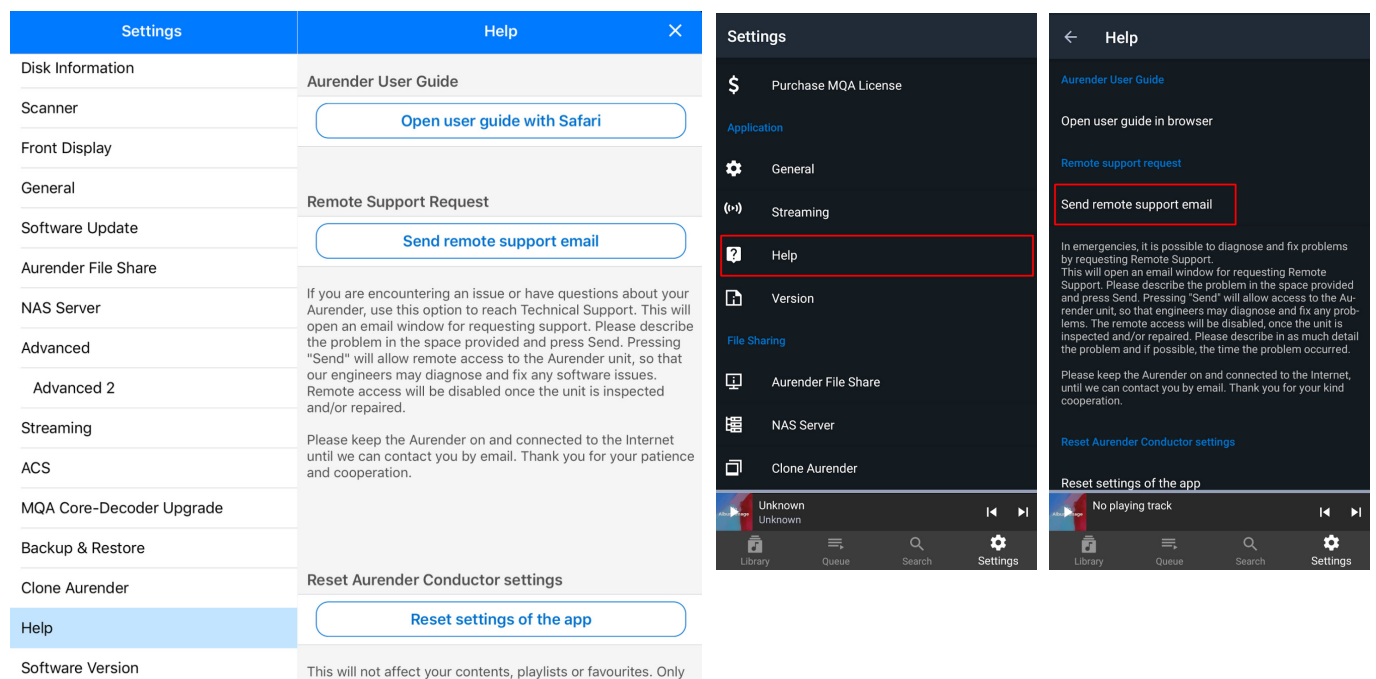 Settings
Disk Information
Scanner
Front Display
General
Software Update
Aurender File Share
NAS Server
Advanced
Advanced 2
Streaming
ACS
MQA Core-Decoder Upgrade
Backup & Restore
Clone Aurender
Help
Software Version
Help
Aurender User Guide
Open user guide with Safari
Remote Support Request
Send remote support email
If you are encountering an issue or have questions about your
Aurender, use this option to reach Technical Support. This will
open an email window for requesting support. Please describe
the problem in the space provided and press Send. Pressing
"Send" will allow remote access to the Aurender unit, so that
our engineers may diagnose and fix any software issues.
Remote access will be disabled once the unit is inspected
and/or repaired.
Please keep the Aurender on and connected to the Internet
until we can contact you by email. Thank you for your patience
and cooperation.
Reset Aurender Conductor settings
Reset settings of the app
This will not affect your contents, playlists or favourites. Only
Settings
Purchase MQA License
Application
General
Streaming
Help
Version
File Sharing
Aurender File Share
NAS Server
Clone Aurender
Unknown
Unknown
Library
Queue
Search
Settings
Help
Aurender User Guide
Open user guide in browser
Remote support request
Send remote support email
In emergencies, it is possible to diagnose and fix problems
by requesting Remote Support.
This will open an email window for requesting Remote
Support. Please describe the problem in the space provided
and press Send. Pressing "Send" will allow access to the Au-
render unit, so that engineers may diagnose and fix any prob-
lems. The remote access will be disabled, once the unit is
inspected and/or repaired. Please describe in as much detail
the problem and if possible, the time the problem occurred.
Please keep the Aurender on and connected to the Internet,
until we can contact you by email. Thank you for your kind
cooperation.
Reset Aurender Conductor settings
Reset settings of the app
No playing track
Library
Queue
Search
Settings